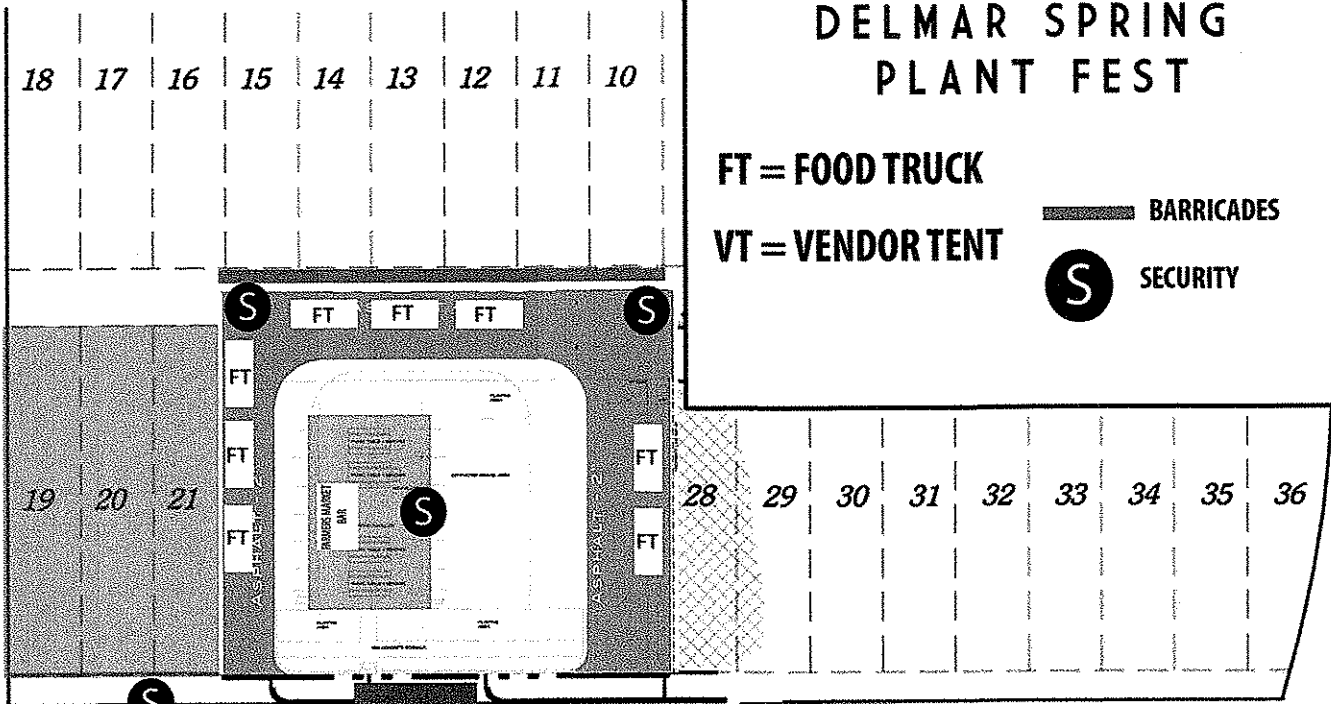 DELMAR SPRING
PLANT FEST
FT = FOOD TRUCK
BARRICADES
VT = VENDOR TENT
S SECURITY
18 17 16 15 14 13 12 11 10
S S
FT FT FT
FT
FT
FT
FT
FT
FARMERS MARKET
BAR
S
19 20 21
28 29 30 31 32 33 34 35 36
ASPHALT
ASPHALT
S